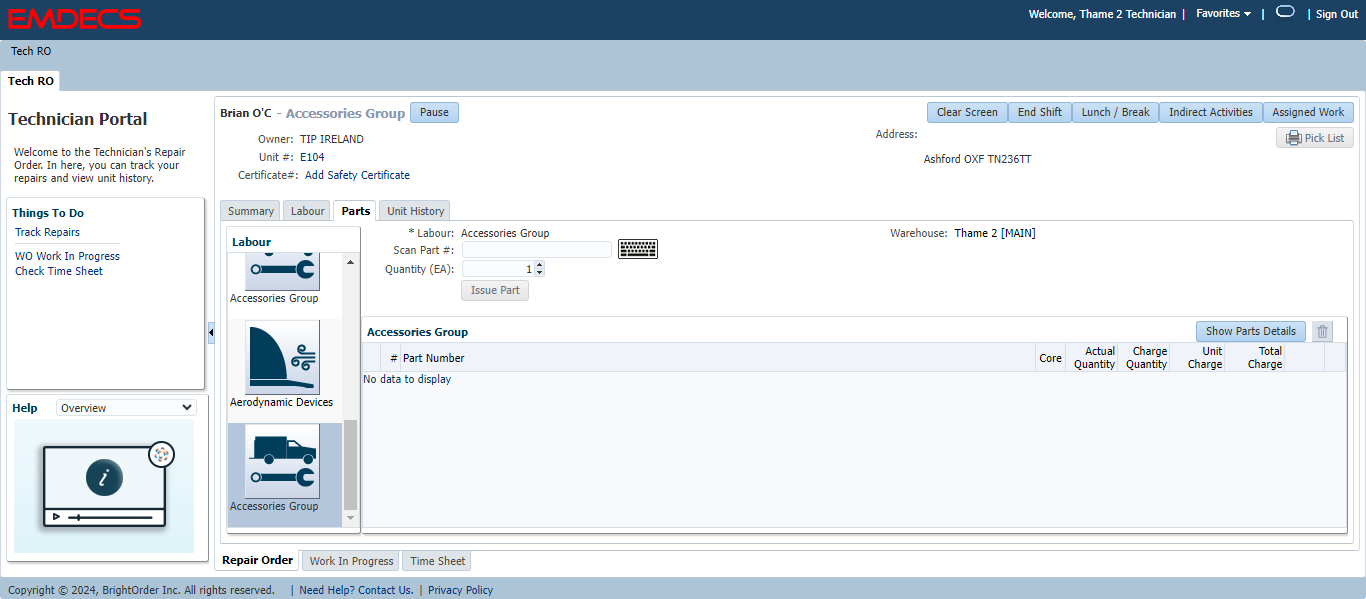 EMDECS
Welcome, Thame 2 Technician | Favorites | | Sign Out
Tech RO
Tech RO
Technician Portal
Welcome to the Technician's Repair
Order. In here, you can track your
repairs and view unit history.
Things To Do
Track Repairs
WO Work In Progress
Check Time Sheet
Help Overview
i
Brian O'C - Accessories Group Pause
Clear Screen End Shift Lunch / Break Indirect Activities Assigned Work
Owner: TIP IRELAND
Unit #: E104
Certificate#: Add Safety Certificate
Address:
Pick List
Ashford OXF TN236TT
Summary Labour Parts Unit History
Labour
Accessories Group
Aerodynamic Devices
Accessories Group
* Labour: Accessories Group
Warehouse: Thame 2 [MAIN]
Scan Part #:
Quantity (EA): 1
Issue Part
Accessories Group Show Parts Details
# Part Number Core Actual Quantity Charge Quantity Unit Charge Total Charge
No data to display
Repair Order Work In Progress Time Sheet
Copyright © 2024, BrightOrder Inc. All rights reserved. | Need Help? Contact Us. | Privacy Policy